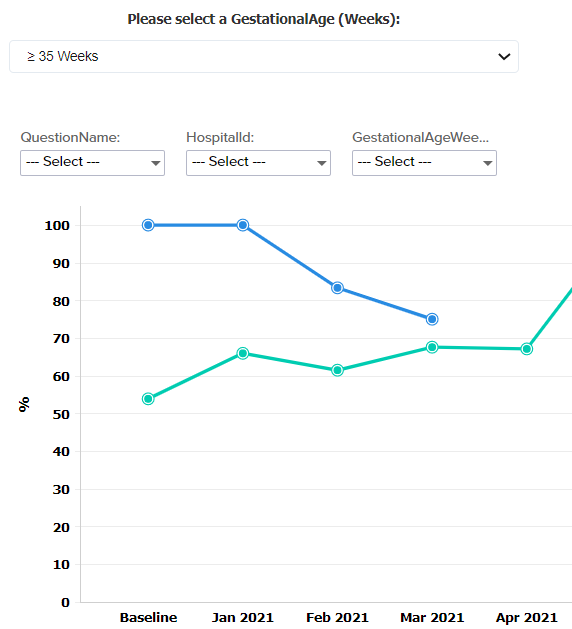 Please select a GestationalAge (Weeks):
≥ 35 Weeks
QuestionName: HospitalId: GestationalAgeWee...
--- Select --- --- Select --- --- Select ---
100
90
80
70
60
50
40
30
20
10
0
%
Baseline Jan 2021 Feb 2021 Mar 2021 Apr 2021